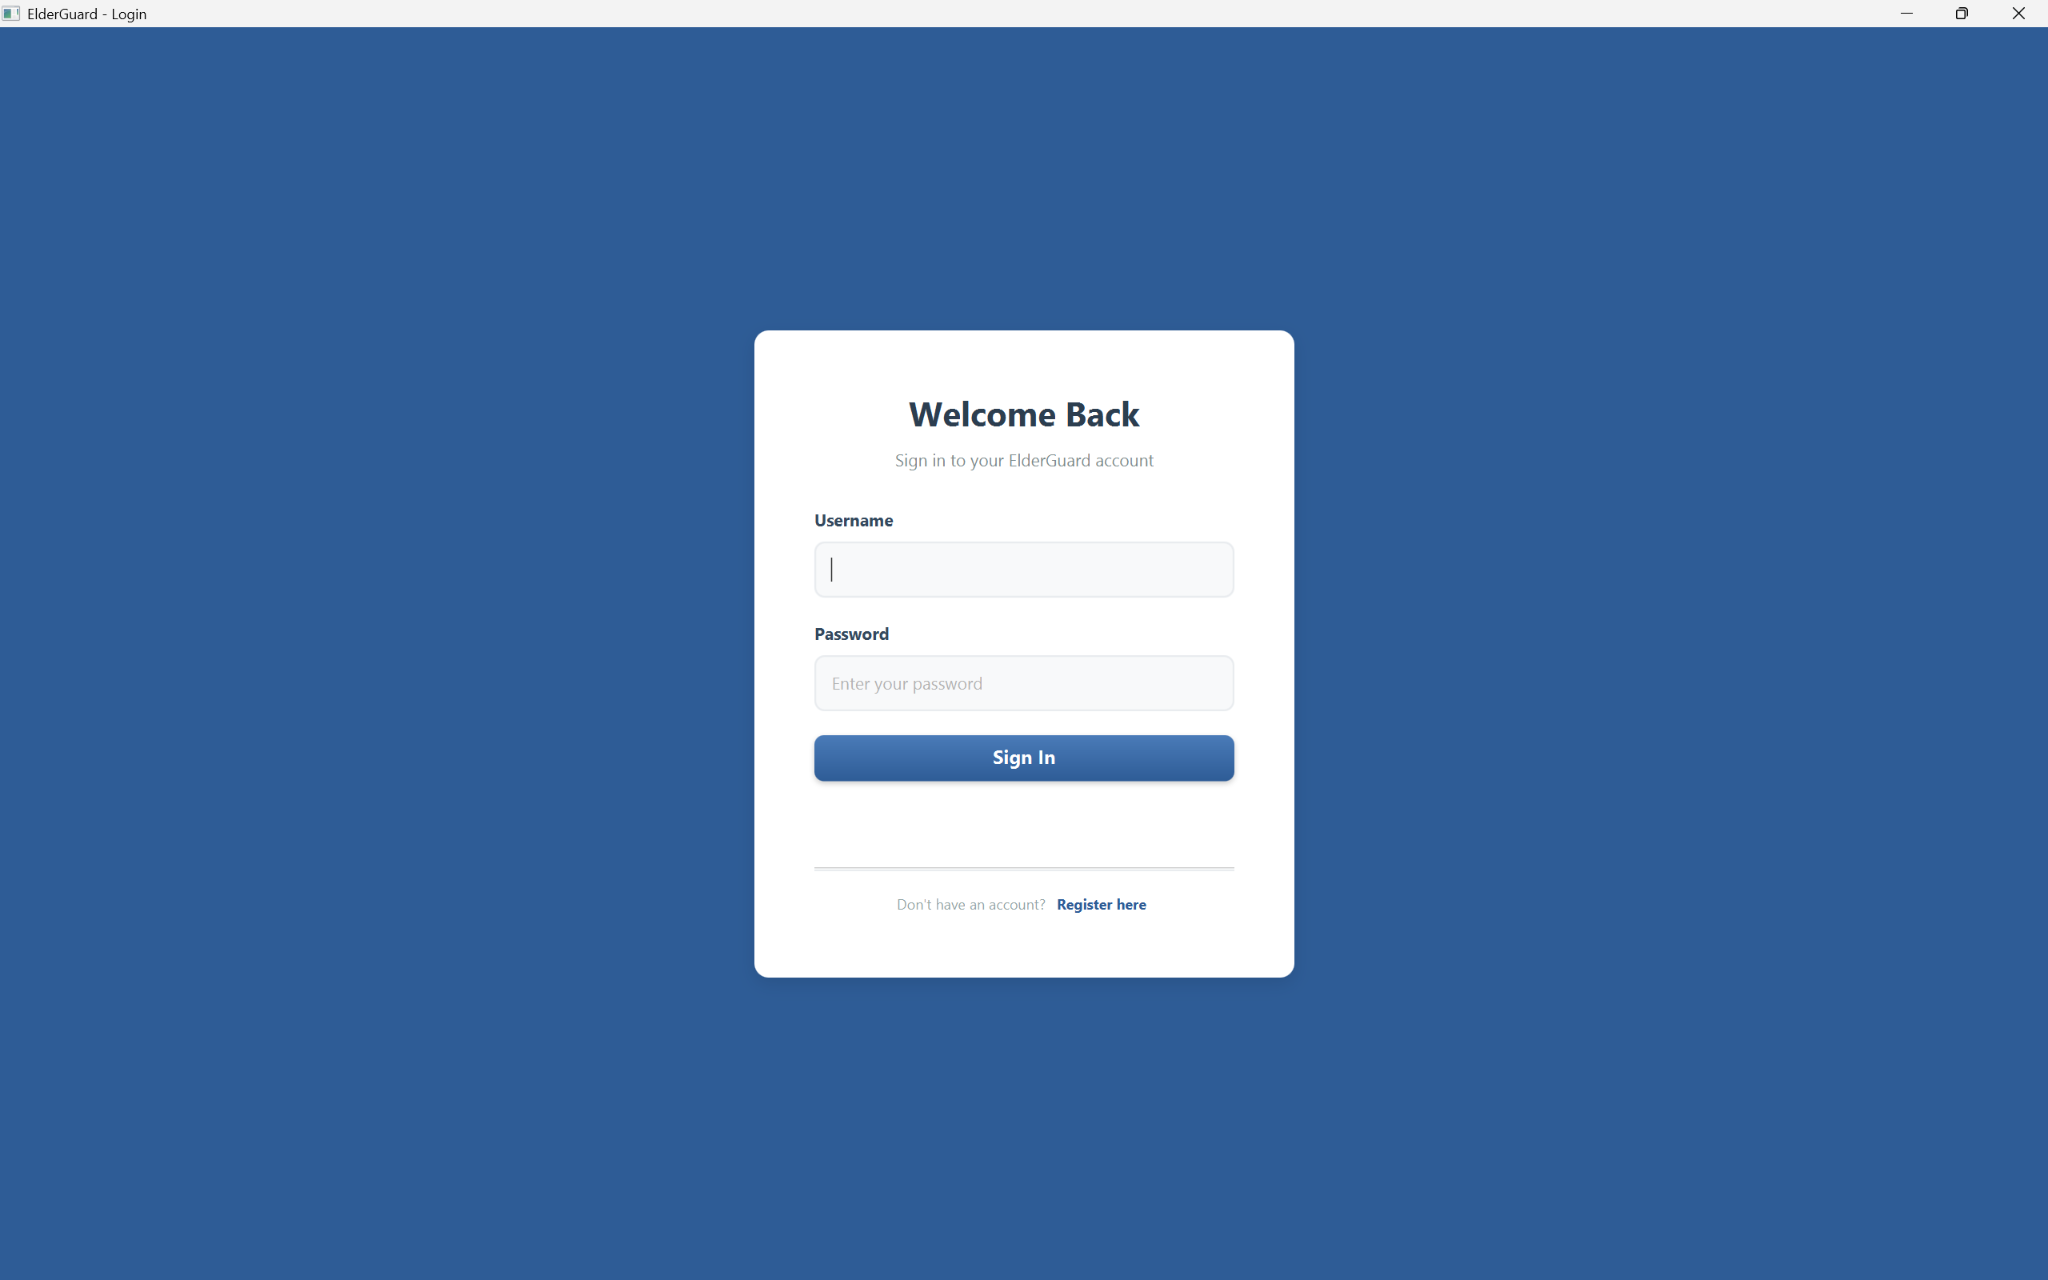 ElderGuard - Login
Welcome Back
Sign in to your ElderGuard account
Username
Password
Enter your password
Sign In
Don't have an account? Register here